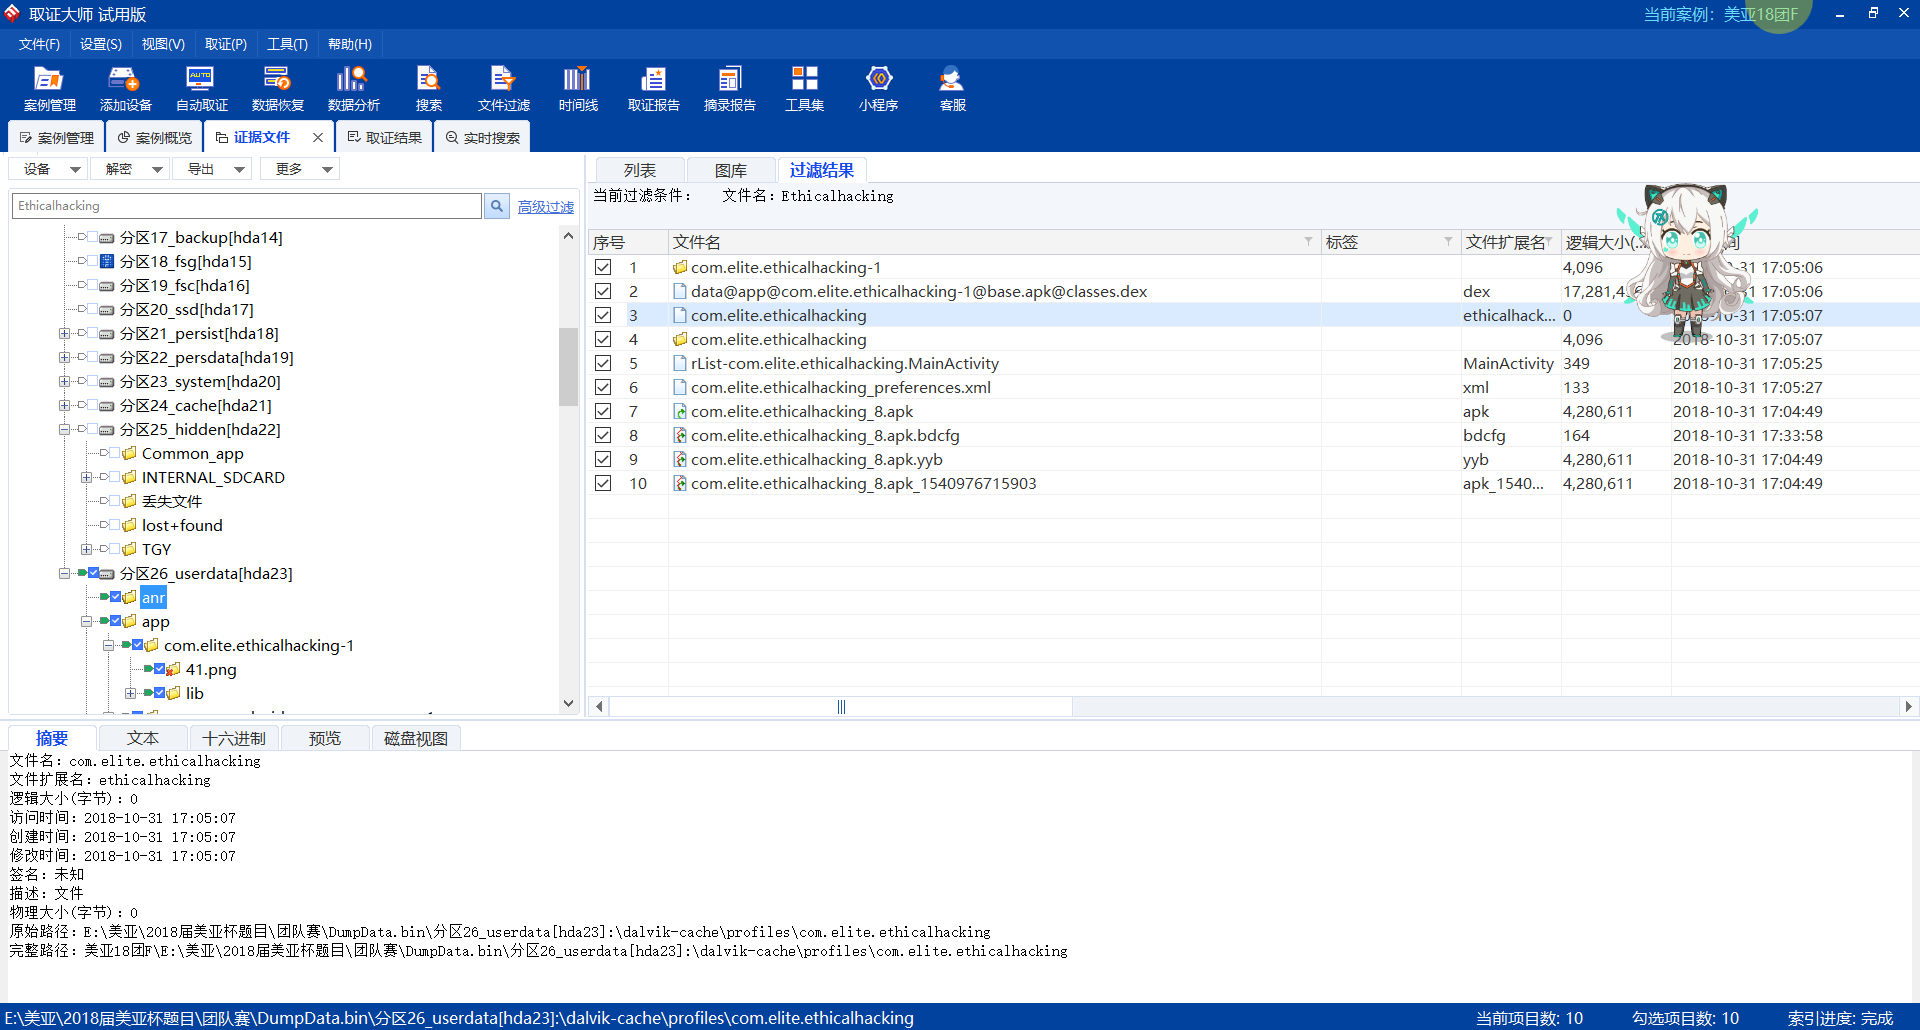 取证大师 试用版
当前案例：美亚18团F
文件(F) 设置(S) 视图(V) 取证(P) 工具(T) 帮助(H)
案例管理 添加设备 自动取证 数据恢复 数据分析 搜索 文件过滤 时间线 取证报告 摘录报告 工具集 小程序 客服
案例管理 案例概览 证据文件 取证结果 实时搜索
设备 解密 导出 更多
Ethicalhacking 高级过滤
分区17_backup[hda14]
分区18_fsg[hda15]
分区19_fsc[hda16]
分区20_ssd[hda17]
分区21_persist[hda18]
分区22_persdata[hda19]
分区23_system[hda20]
分区24_cache[hda21]
分区25_hidden[hda22]
Common_app
INTERNAL_SDCARD
丢失文件
lost+found
TGY
分区26_userdata[hda23]
anr
app
com.elite.ethicalhacking-1
41.png
lib
列表 图库 过滤结果
当前过滤条件： 文件名：Ethicalhacking
序号 文件名 标签 文件扩展名 逻辑大小(...
1 com.elite.ethicalhacking-1 4,096 31 17:05:06
2 data@app@com.elite.ethicalhacking-1@base.apk@classes.dex dex 17,281,4 31 17:05:06
3 com.elite.ethicalhacking ethicalhack... 0 -10-31 17:05:07
4 com.elite.ethicalhacking 4,096 2018-10-31 17:05:07
5 rList-com.elite.ethicalhacking.MainActivity MainActivity 349 2018-10-31 17:05:25
6 com.elite.ethicalhacking_preferences.xml xml 133 2018-10-31 17:05:27
7 com.elite.ethicalhacking_8.apk apk 4,280,611 2018-10-31 17:04:49
8 com.elite.ethicalhacking_8.apk.bdcfg bdcfg 164 2018-10-31 17:33:58
9 com.elite.ethicalhacking_8.apk.yyb yyb 4,280,611 2018-10-31 17:04:49
10 com.elite.ethicalhacking_8.apk_1540976715903 apk_1540... 4,280,611 2018-10-31 17:04:49
摘要 文本 十六进制 预览 磁盘视图
文件名：com.elite.ethicalhacking
文件扩展名：ethicalhacking
逻辑大小(字节)：0
访问时间：2018-10-31 17:05:07
创建时间：2018-10-31 17:05:07
修改时间：2018-10-31 17:05:07
签名：未知
描述：文件
物理大小(字节)：0
原始路径：E:\美亚\2018届美亚杯题目\团队赛\DumpData.bin\分区26_userdata[hda23]:\dalvik-cache\profiles\com.elite.ethicalhacking
完整路径：美亚18团F\E:\美亚\2018届美亚杯题目\团队赛\DumpData.bin\分区26_userdata[hda23]:\dalvik-cache\profiles\com.elite.ethicalhacking
E:\美亚\2018届美亚杯题目\团队赛\DumpData.bin\分区26_userdata[hda23]:\dalvik-cache\profiles\com.elite.ethicalhacking
当前项目数: 10 勾选项目数: 10 索引进度: 完成